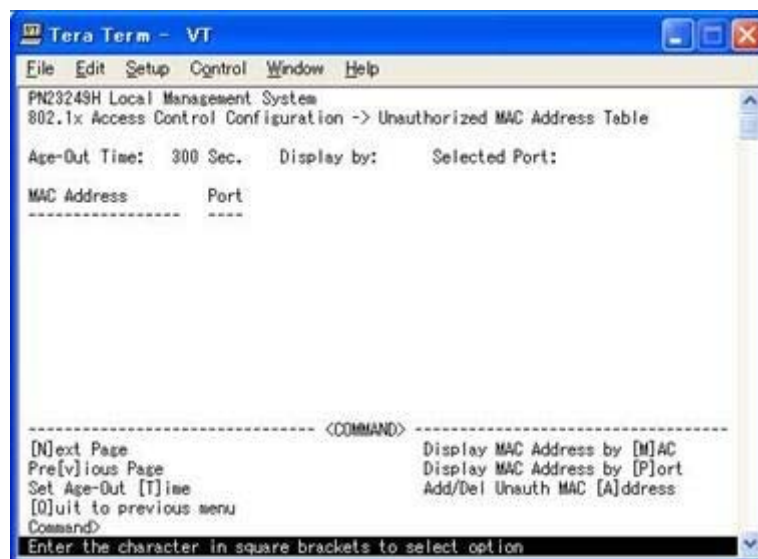 Tera Term - VT
File Edit Setup Control Window Help
PN23249H Local Management System
802.1x Access Control Configuration -> Unauthorized MAC Address Table
Age-Out Time: 300 Sec. Display by: Selected Port:
MAC Address Port
----------------- ----
------------------------------- <COMMAND> -----------------------------------
[N]ext Page Display MAC Address by [M]AC
Pre[v]ious Page Display MAC Address by [P]ort
Set Age-Out [T]ime Add/Del Unauth MAC [A]ddress
[Q]uit to previous menu
Command>
Enter the character in square brackets to select option